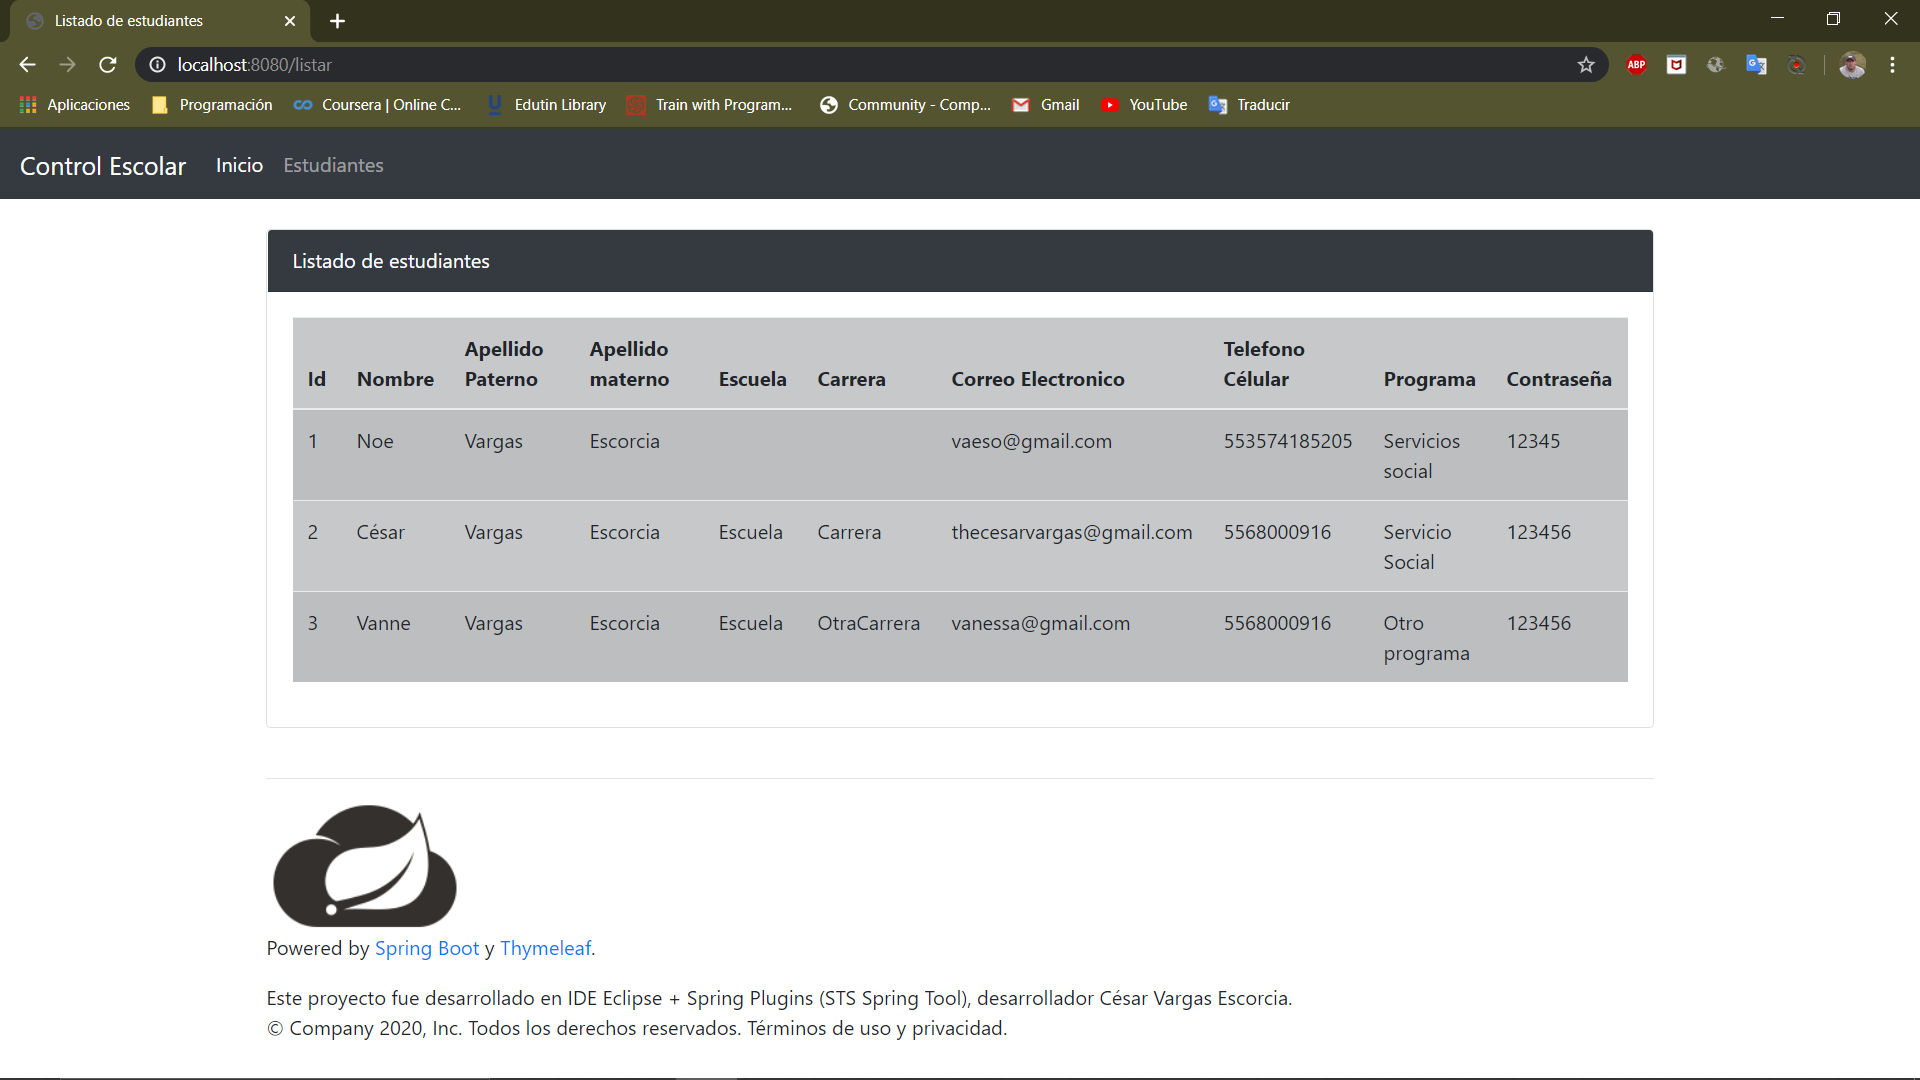 Listado de estudiantes
localhost:8080/listar
ABP
Aplicaciones Programación Coursera | Online C... Edutin Library Train with Program... Community - Comp... Gmail YouTube Traducir
Control Escolar Inicio Estudiantes
Listado de estudiantes
Id Nombre Apellido Paterno Apellido materno Escuela Carrera Correo Electronico Telefono Célular Programa Contraseña
1 Noe Vargas Escorcia vaeso@gmail.com 553574185205 Servicios social 12345
2 César Vargas Escorcia Escuela Carrera thecesarvargas@gmail.com 5568000916 Servicio Social 123456
3 Vanne Vargas Escorcia Escuela OtraCarrera vanessa@gmail.com 5568000916 Otro programa 123456
Powered by Spring Boot y Thymeleaf.
Este proyecto fue desarrollado en IDE Eclipse + Spring Plugins (STS Spring Tool), desarrollador César Vargas Escorcia.
© Company 2020, Inc. Todos los derechos reservados. Términos de uso y privacidad.